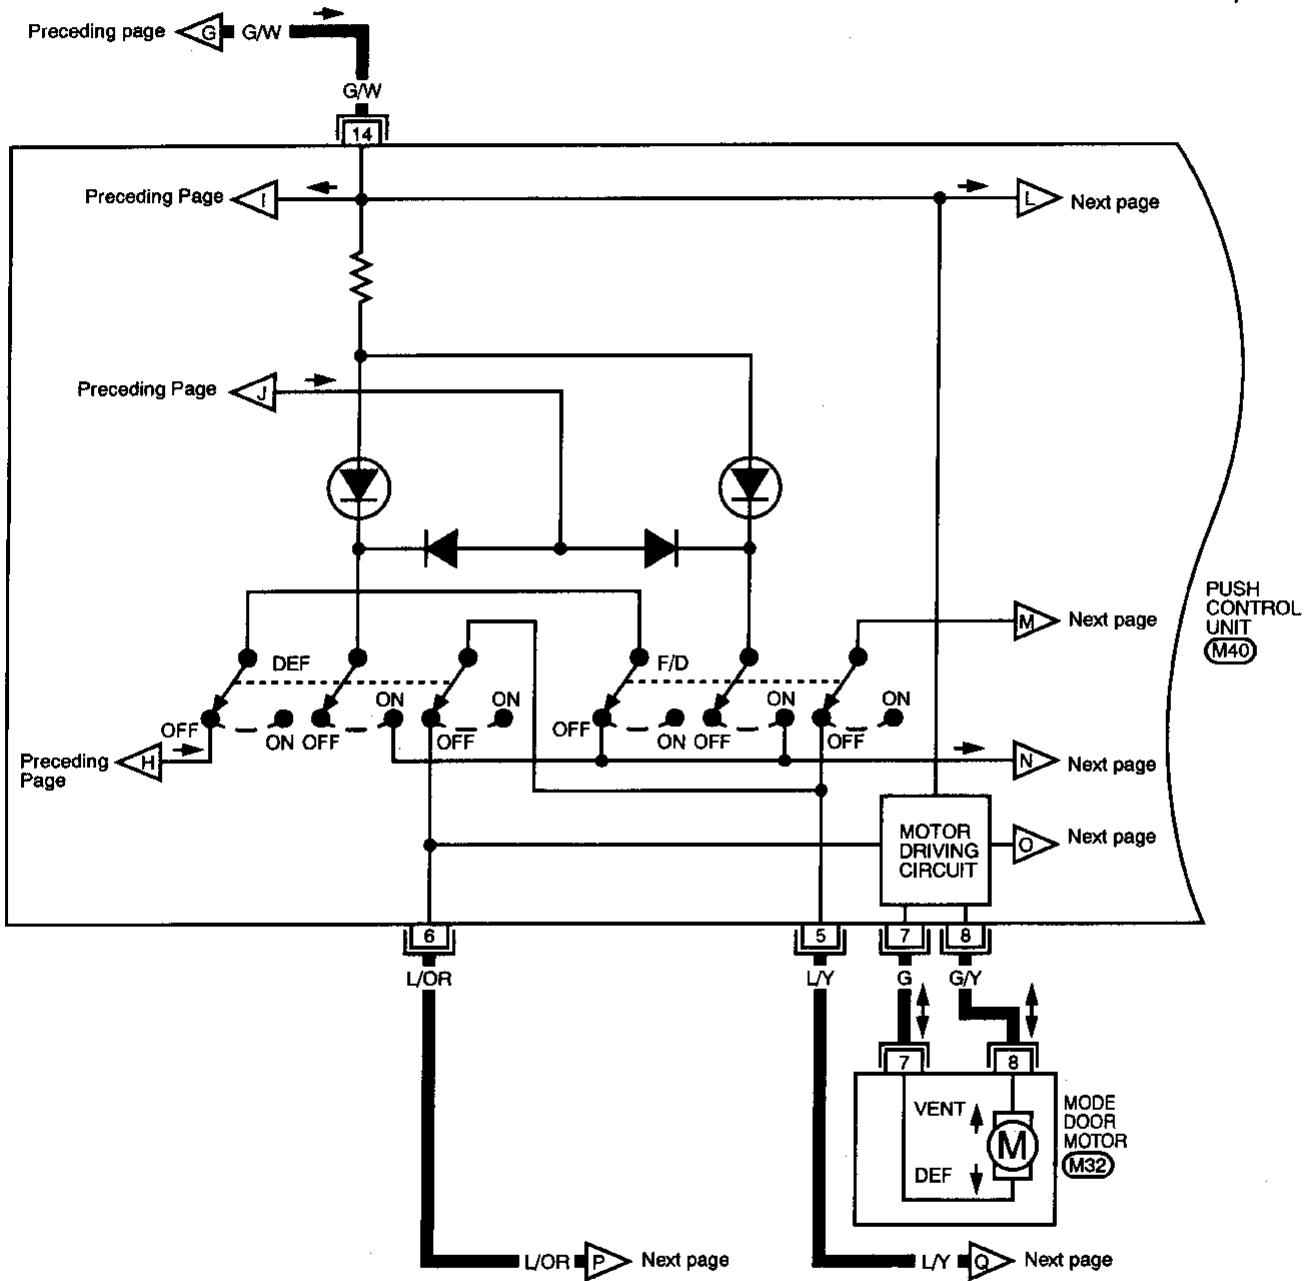 Preceding page G G/W
G/W
14
Preceding Page I
L Next page
Preceding Page J
PUSH
CONTROL
UNIT
M40
M Next page
DEF
F/D
ON
ON
ON
OFF
ON OFF
OFF
OFF
ON OFF
OFF
Preceding
Page
H
N Next page
MOTOR
DRIVING
CIRCUIT
O Next page
6
5
7
8
L/OR
L/Y
G
G/Y
7
8
VENT
M
DEF
MODE
DOOR
MOTOR
M32
L/OR P Next page
L/Y Q Next page